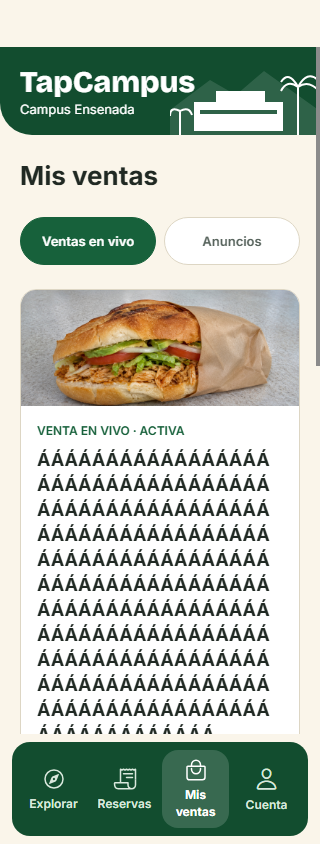 TapCampus
Campus Ensenada
Mis ventas
Ventas en vivo
Anuncios
VENTA EN VIVO · ACTIVA
ÁÁÁÁÁÁÁÁÁÁÁÁÁÁÁÁÁ
ÁÁÁÁÁÁÁÁÁÁÁÁÁÁÁÁÁ
ÁÁÁÁÁÁÁÁÁÁÁÁÁÁÁÁÁ
ÁÁÁÁÁÁÁÁÁÁÁÁÁÁÁÁÁ
ÁÁÁÁÁÁÁÁÁÁÁÁÁÁÁÁÁ
ÁÁÁÁÁÁÁÁÁÁÁÁÁÁÁÁÁ
ÁÁÁÁÁÁÁÁÁÁÁÁÁÁÁÁÁ
ÁÁÁÁÁÁÁÁÁÁÁÁÁÁÁÁÁ
ÁÁÁÁÁÁÁÁÁÁÁÁÁÁÁÁÁ
ÁÁÁÁÁÁÁÁÁÁÁÁÁÁÁÁÁ
ÁÁÁÁÁÁÁÁÁÁÁÁÁÁÁÁÁ
ÁÁÁÁÁÁÁÁÁÁÁÁÁ
Explorar
Reservas
Mis
ventas
Cuenta